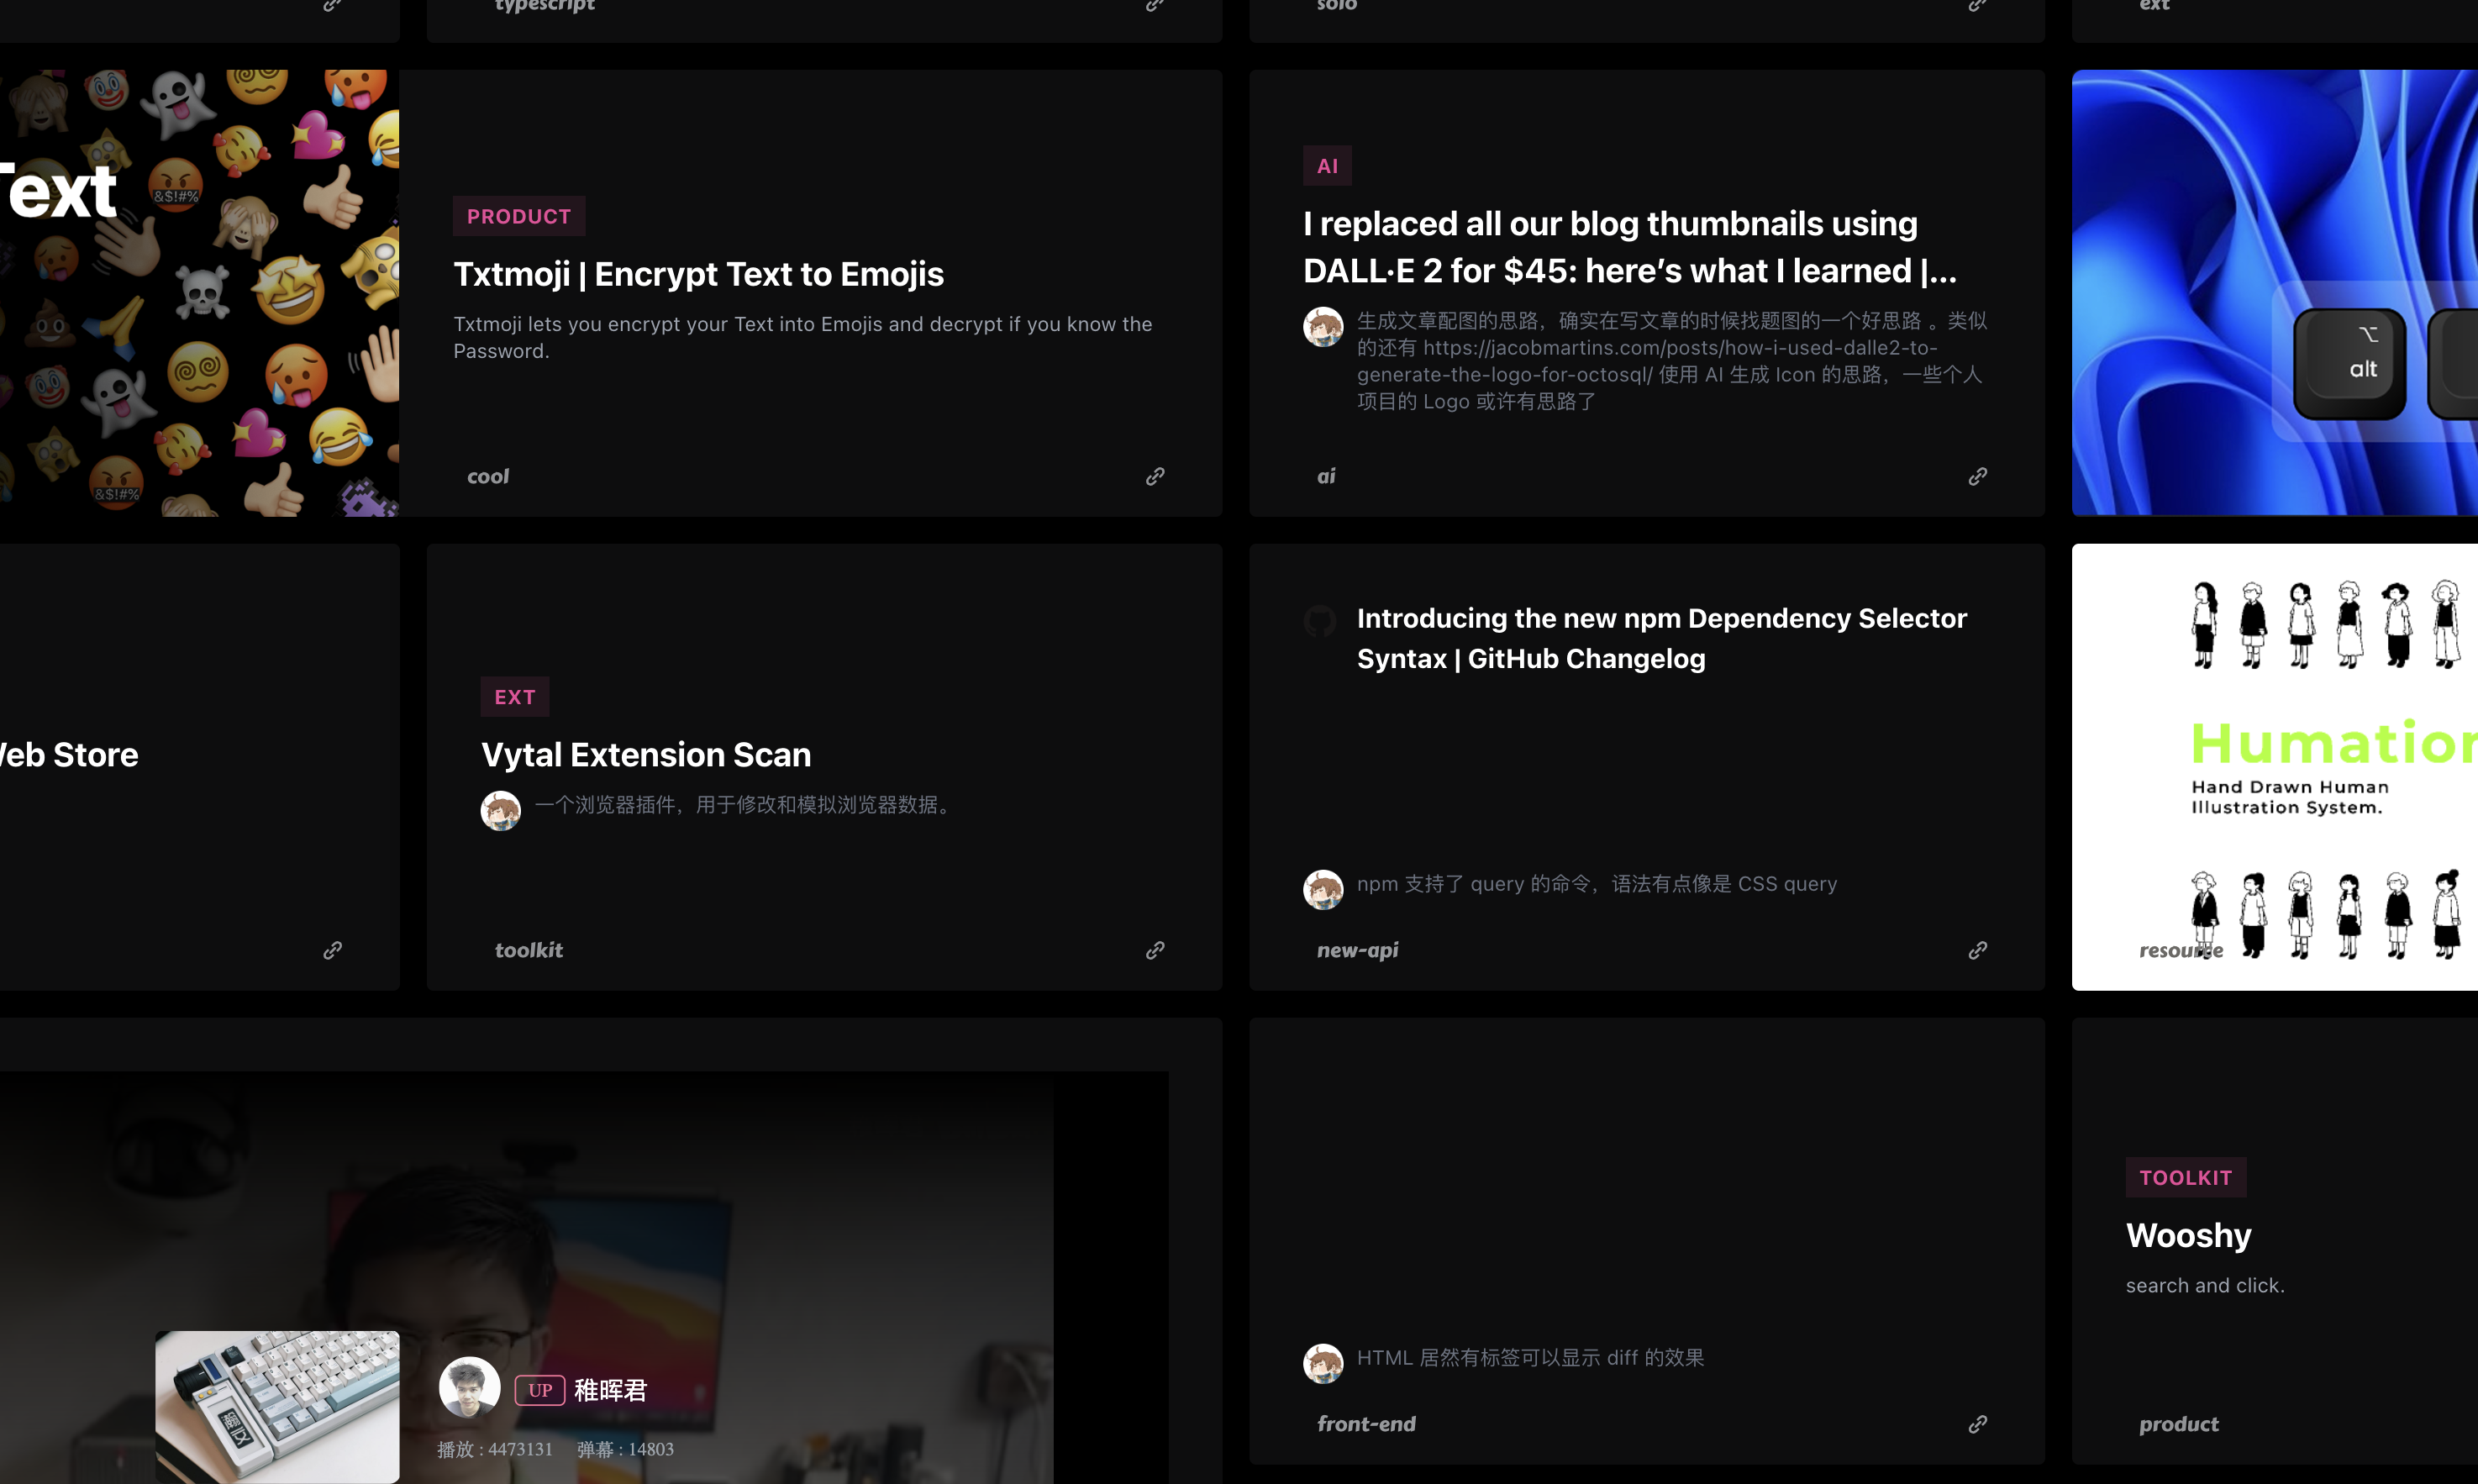 typescript
solo
ext
Text
PRODUCT
Txtmoji | Encrypt Text to Emojis
Txtmoji lets you encrypt your Text into Emojis and decrypt if you know the
Password.
cool
AI
I replaced all our blog thumbnails using
DALL·E 2 for $45: here’s what I learned |...
生成文章配图的思路，确实在写文章的时候找题图的一个好思路 。类似
的还有 https://jacobmartins.com/posts/how-i-used-dalle2-to-
generate-the-logo-for-octosql/ 使用 AI 生成 Icon 的思路，一些个人
项目的 Logo 或许有思路了
ai
⌥
alt
&$!#%
&$!#%
Web Store
EXT
Vytal Extension Scan
一个浏览器插件，用于修改和模拟浏览器数据。
toolkit
Introducing the new npm Dependency Selector
Syntax | GitHub Changelog
npm 支持了 query 的命令，语法有点像是 CSS query
new-api
Humation
Hand Drawn Human
Illustration System.
resource
UP 稚晖君
播放 : 4473131 弹幕 : 14803
HTML 居然有标签可以显示 diff 的效果
front-end
TOOLKIT
Wooshy
search and click.
product